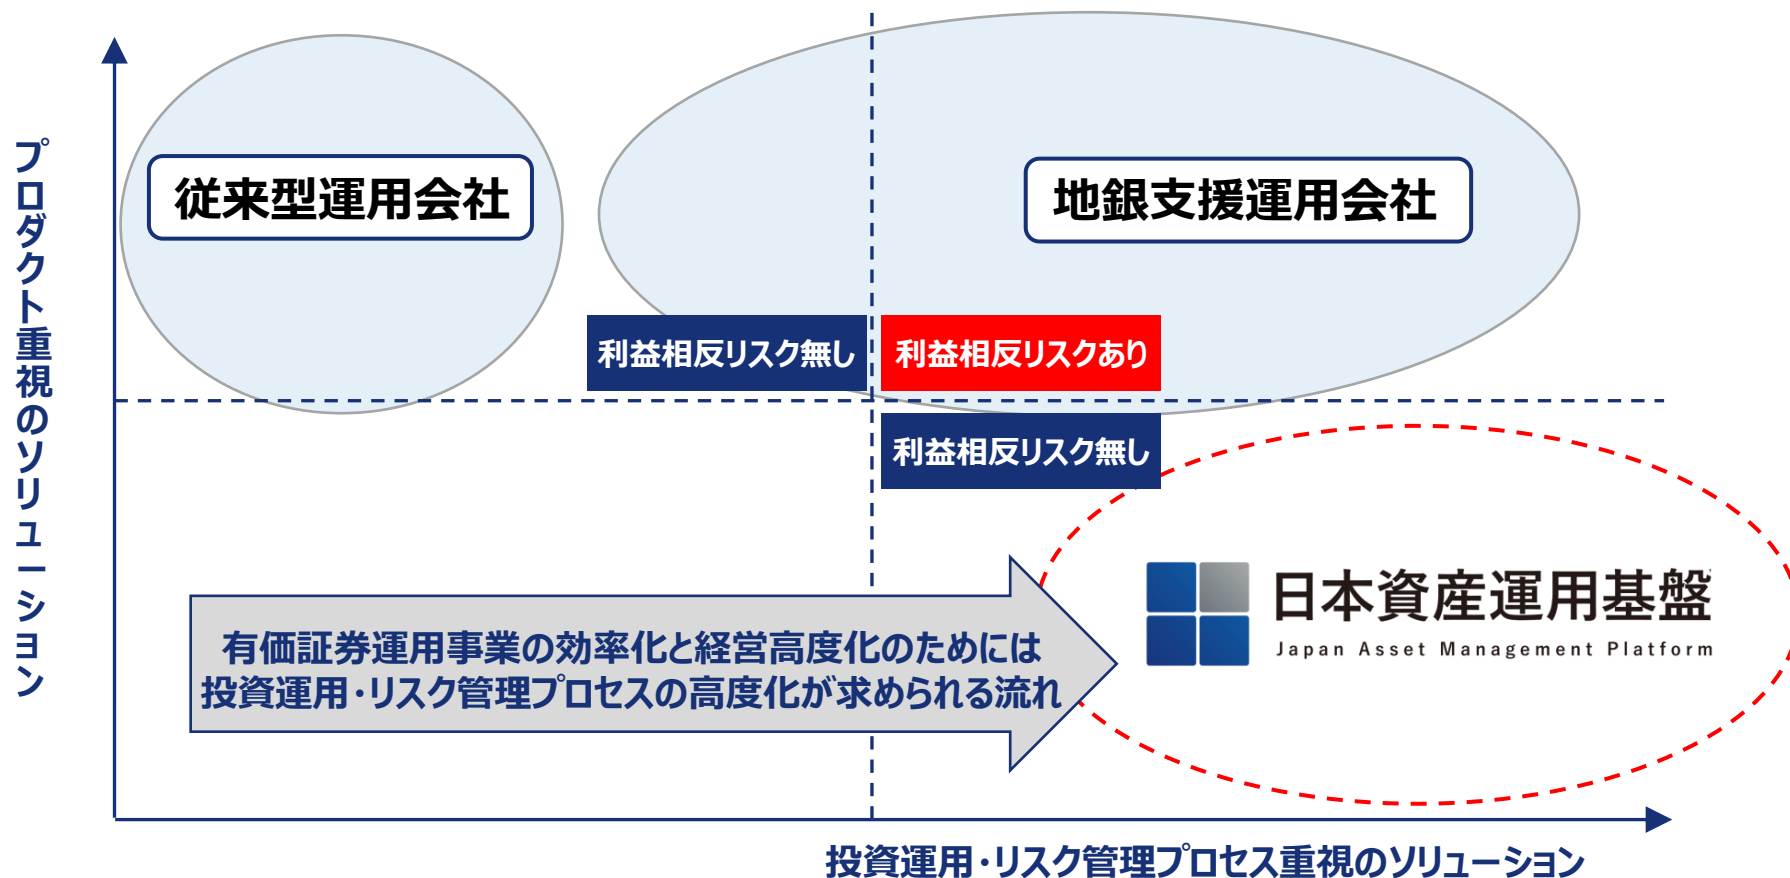 プロダクト重視のソリューション
従来型運用会社
地銀支援運用会社
利益相反リスク無し
利益相反リスクあり
利益相反リスク無し
有価証券運用事業の効率化と経営高度化のためには
投資運用・リスク管理プロセスの高度化が求められる流れ
日本資産運用基盤
Japan Asset Management Platform
投資運用・リスク管理プロセス重視のソリューション